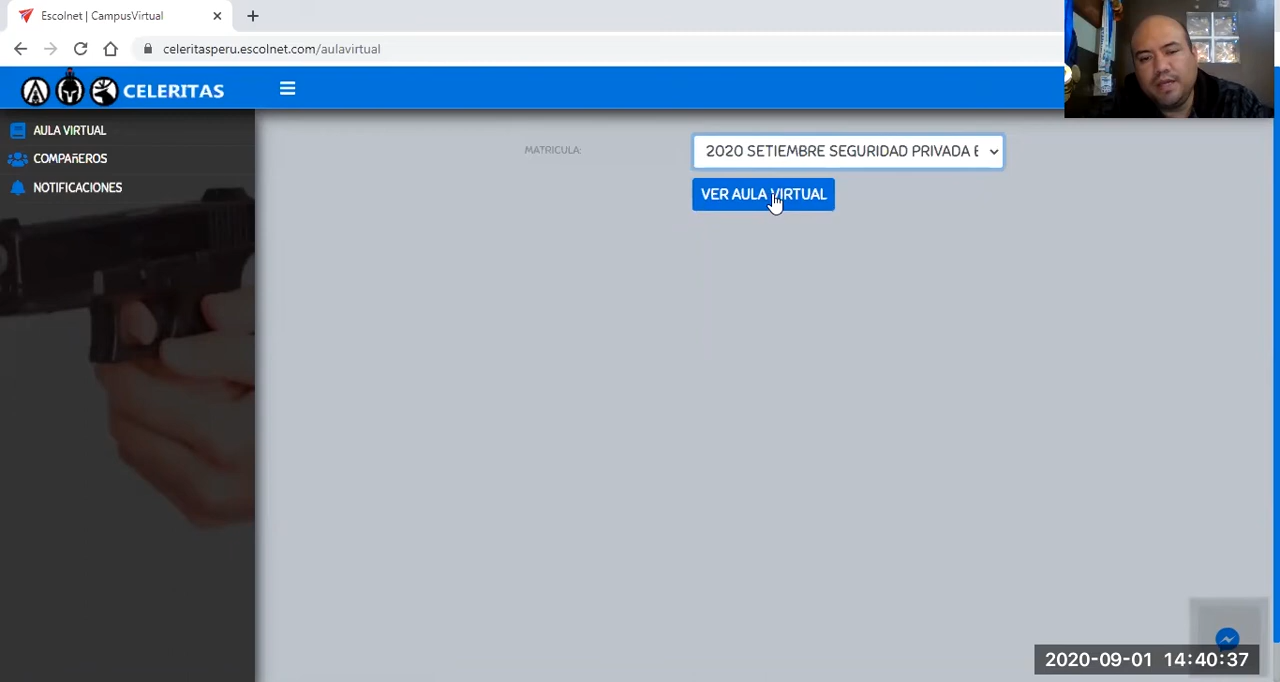 Escolnet | CampusVirtual
celeritasperu.escolnet.com/aulavirtual
CELERITAS
AULA VIRTUAL
COMPAñEROS
NOTIFICACIONES
MATRICULA:
2020 SETIEMBRE SEGURIDAD PRIVADA E
VER AULA VIRTUAL
2020-09-01 14:40:37